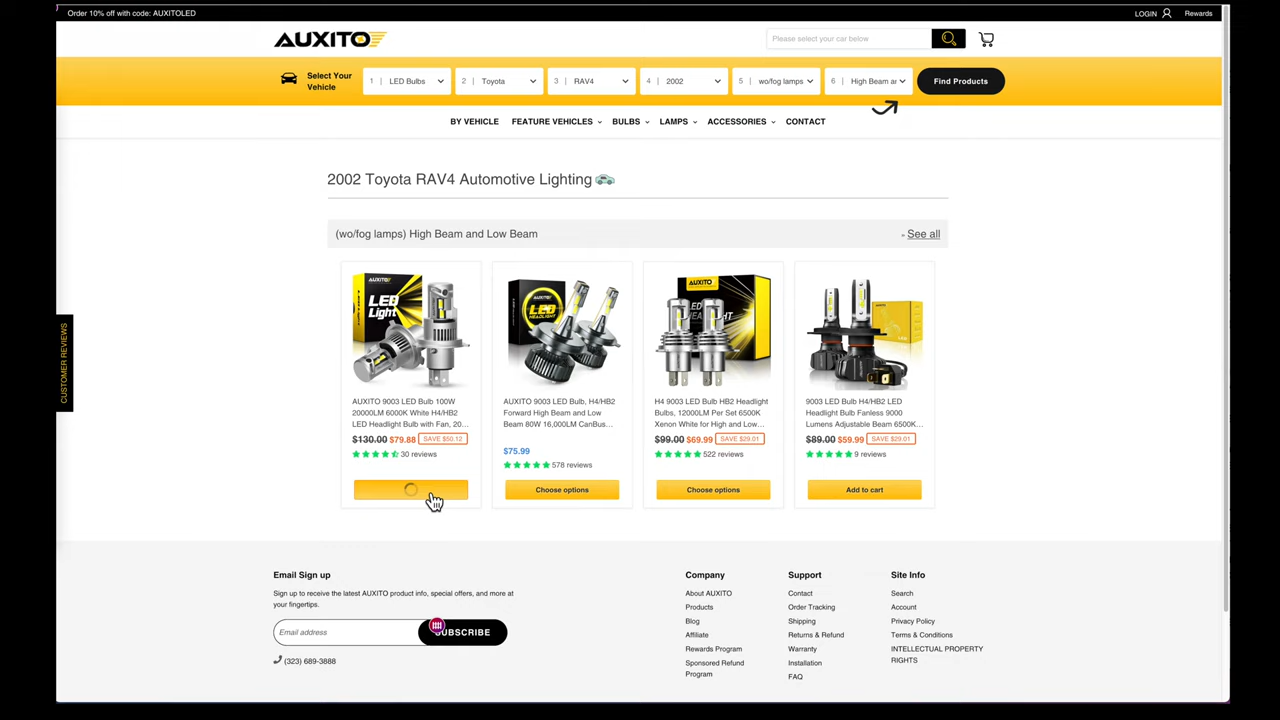 Order 10% off with code: AUXITOLED
LOGIN
Rewards
AUXITO
Please select your car below
Select Your
Vehicle
1 | LED Bulbs
2 | Toyota
3 | RAV4
4 | 2002
5 | wo/fog lamps
6 | High Beam ar
Find Products
BY VEHICLE
FEATURE VEHICLES
BULBS
LAMPS
ACCESSORIES
CONTACT
2002 Toyota RAV4 Automotive Lighting
(wo/fog lamps) High Beam and Low Beam
See all
CUSTOMER REVIEWS
AUXITO
LED
Light
AUXITO 9003 LED Bulb 100W
20000LM 6000K White H4/HB2
LED Headlight Bulb with Fan, 20...
$130.00 $79.88 SAVE $50.12
30 reviews
AUXITO
LED
AUXITO 9003 LED Bulb, H4/HB2
Forward High Beam and Low
Beam 80W 16,000LM CanBus...
$75.99
578 reviews
Choose options
AUXITO
H4 9003 LED Bulb HB2 Headlight
Bulbs, 12000LM Per Set 6500K
Xenon White for High and Low...
$99.00 $69.99 SAVE $29.01
522 reviews
Choose options
9003 LED Bulb H4/HB2 LED
Headlight Bulb Fanless 9000
Lumens Adjustable Beam 6500K...
$89.00 $59.99 SAVE $29.01
9 reviews
Add to cart
Email Sign up
Sign up to receive the latest AUXITO product info, special offers, and more at
your fingertips.
Email address
SUBSCRIBE
(323) 689-3888
Company
About AUXITO
Products
Blog
Affiliate
Rewards Program
Sponsored Refund
Program
Support
Contact
Order Tracking
Shipping
Returns & Refund
Warranty
Installation
FAQ
Site Info
Search
Account
Privacy Policy
Terms & Conditions
INTELLECTUAL PROPERTY
RIGHTS